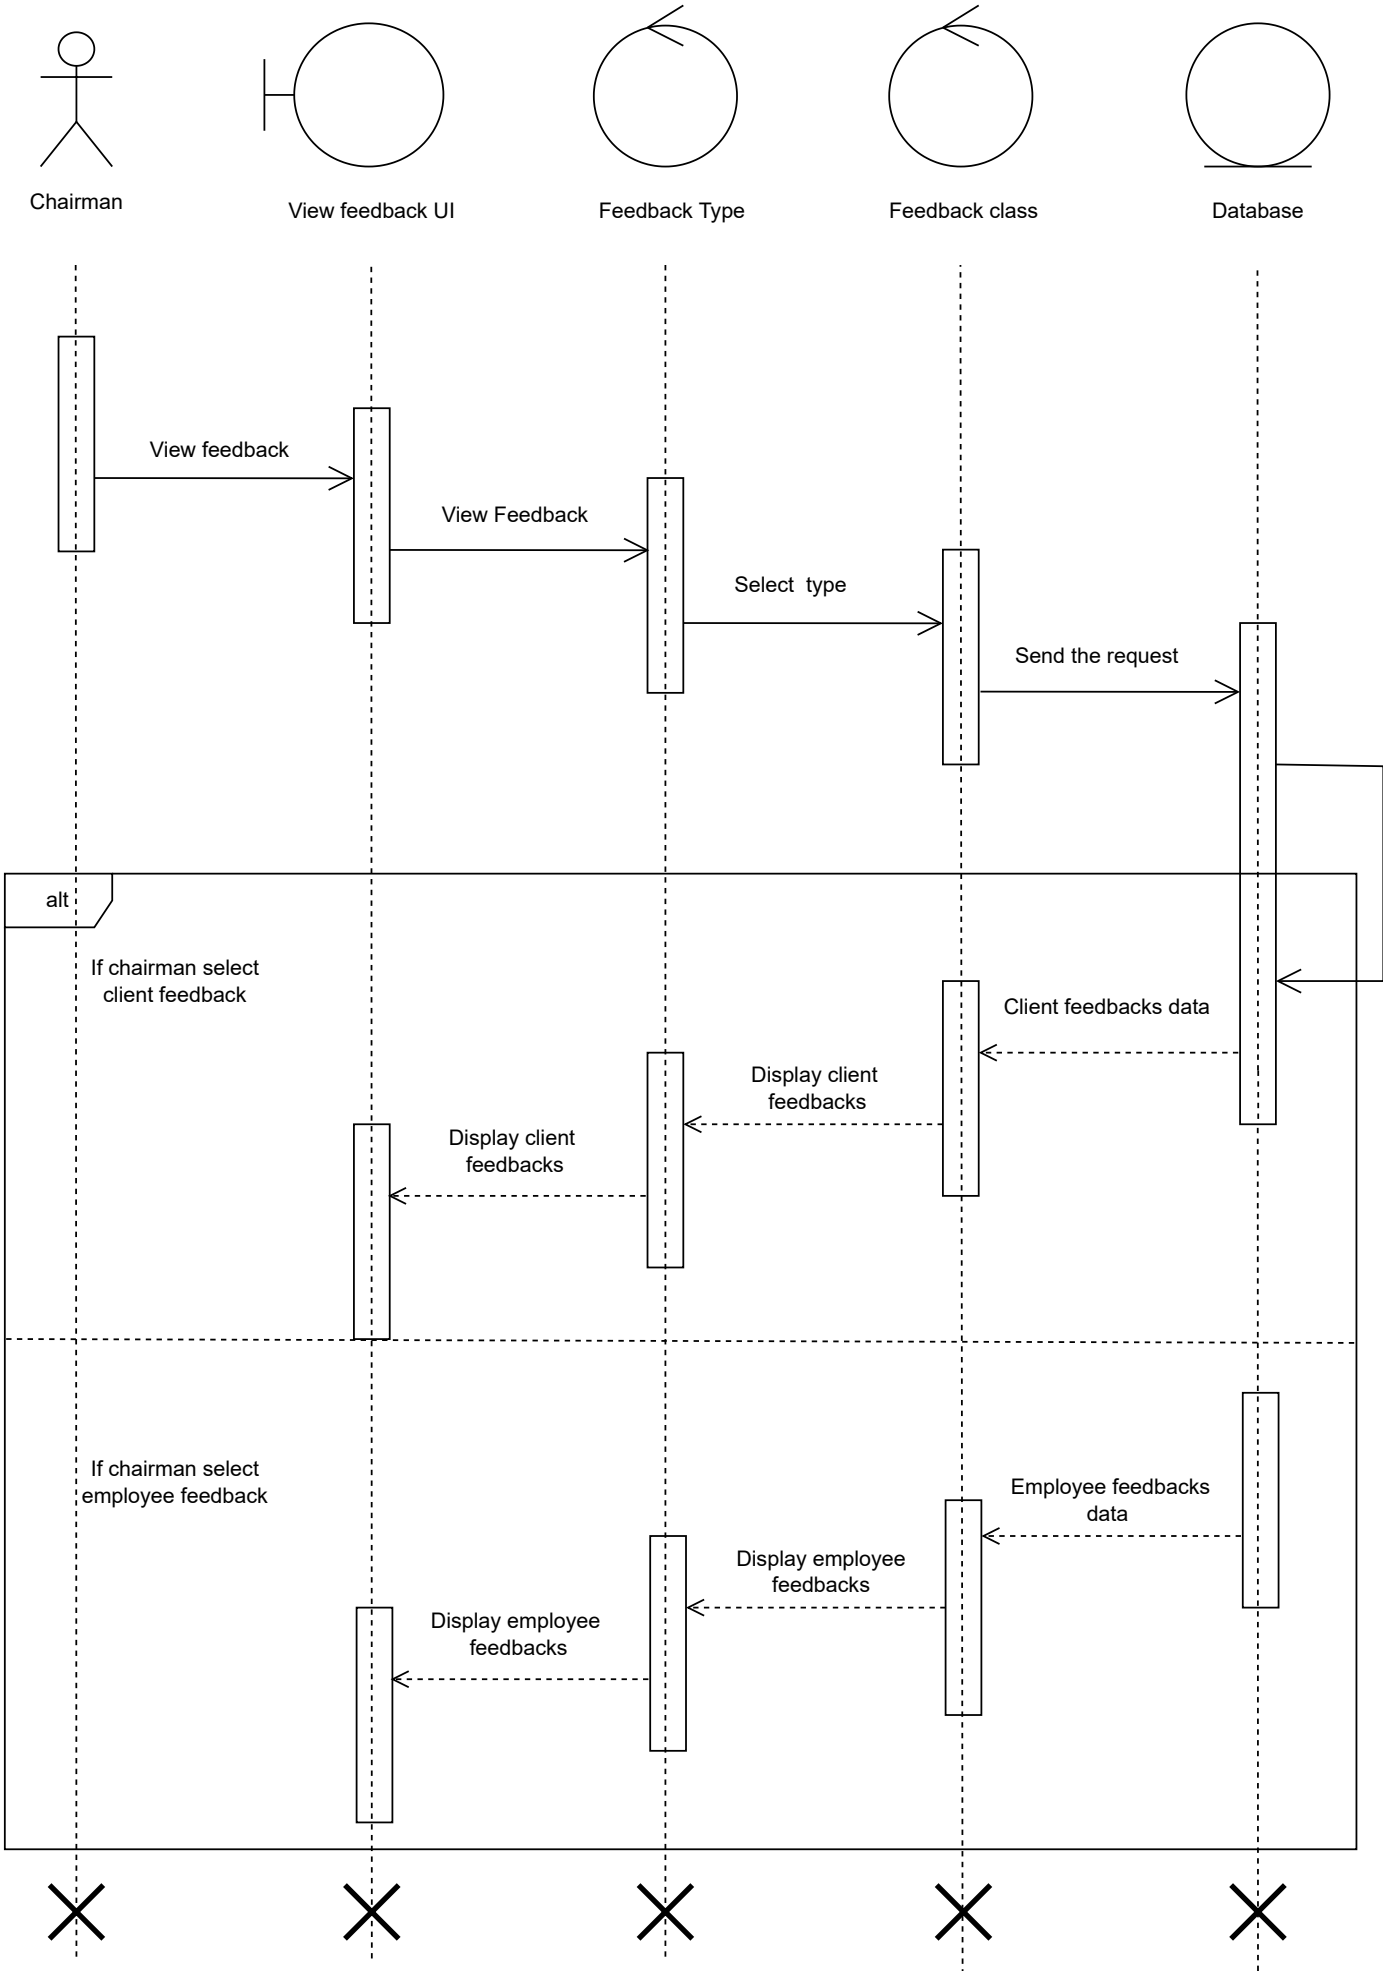 Chairman
View feedback UI
Feedback Type
Feedback class
Database
View feedback
View Feedback
Select  type
Send the request
alt
If chairman select
client feedback
Client feedbacks data
Display client
feedbacks
Display client
feedbacks
If chairman select
employee feedback
Employee feedbacks
data
Display employee
feedbacks
Display employee
feedbacks